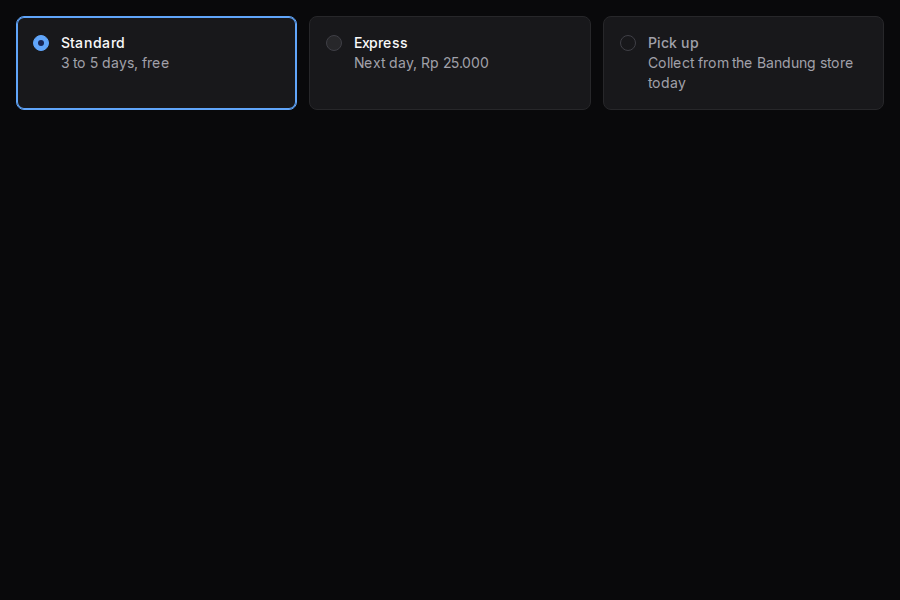 Standard
3 to 5 days, free
Express
Next day, Rp 25.000
Pick up
Collect from the Bandung store
today